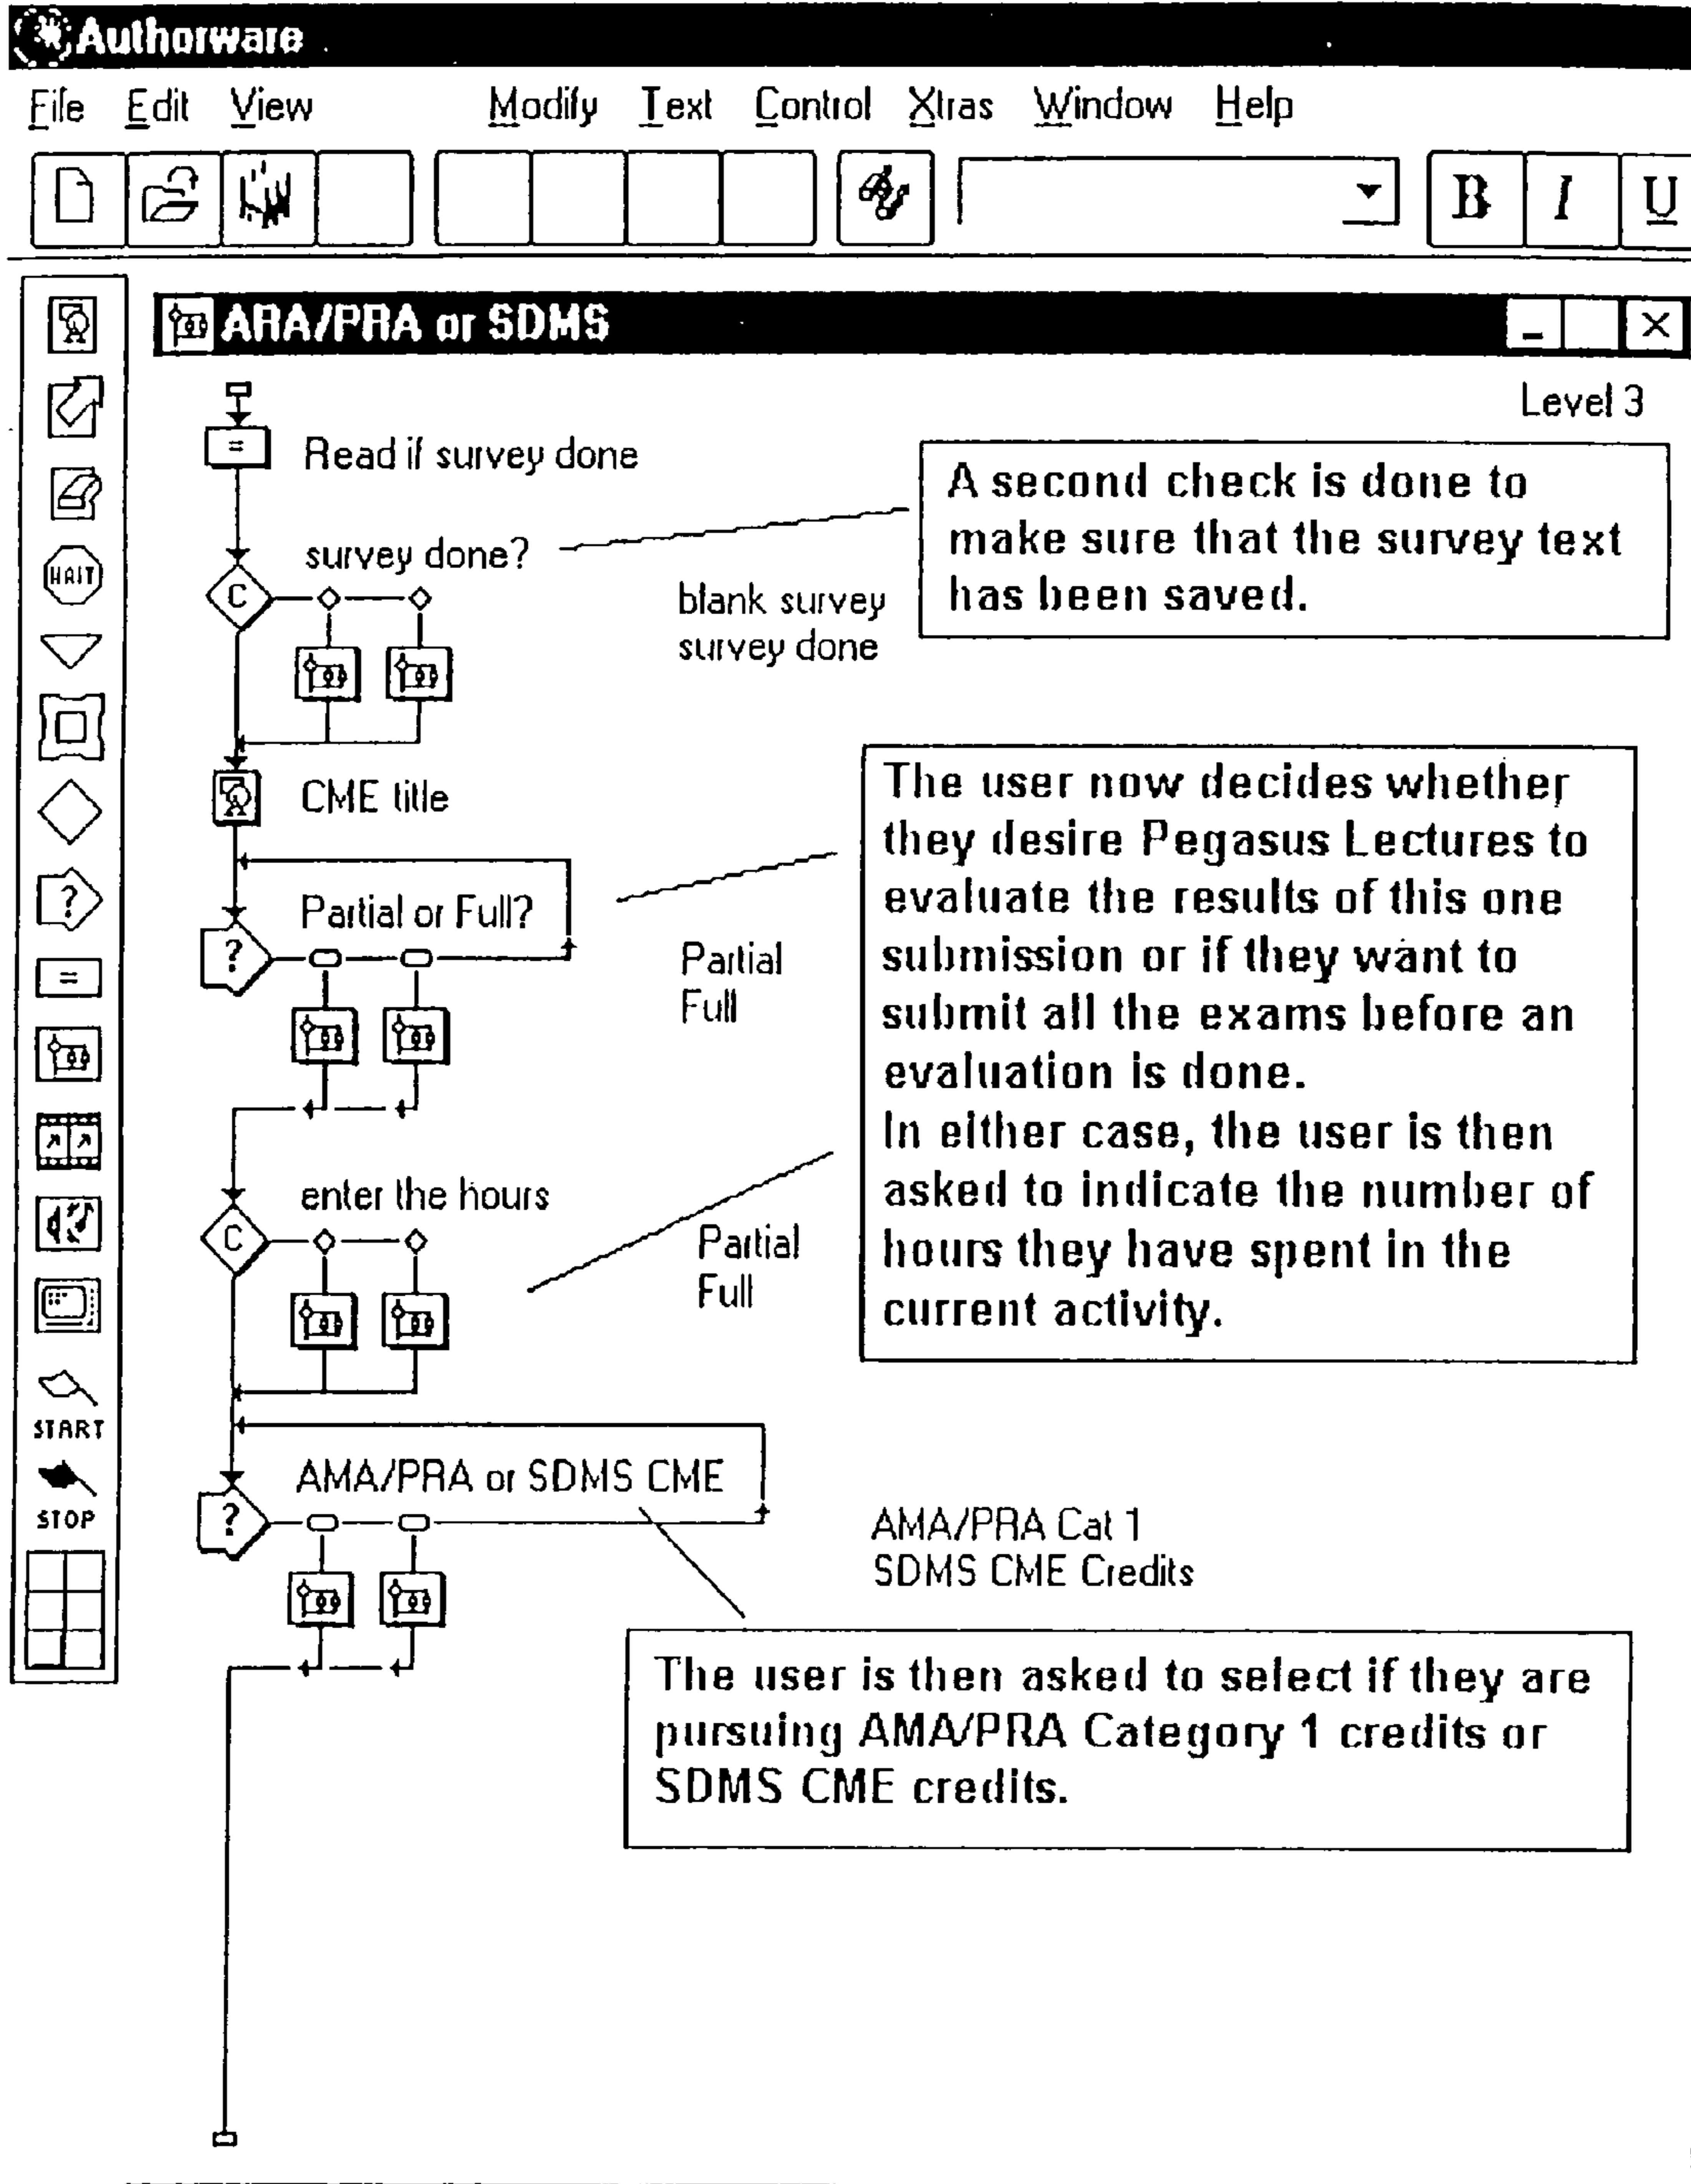 Authorware
File Edit View Modify Text Control Xtras Window Help
B I U
ARA/PRA or SDMS
Level 3
=
Read if survey done
A second check is done to
make sure that the survey text
has been saved.
survey done?
C
blank survey
survey done
WAIT
CME title
The user now decides whether
they desire Pegasus Lectures to
evaluate the results of this one
submission or if they want to
submit all the exams before an
evaluation is done.
In either case, the user is then
asked to indicate the number of
hours they have spent in the
current activity.
Partial or Full?
?
Partial
Full
?
=
enter the hours
C
Partial
Full
START
STOP
AMA/PRA or SDMS CME
?
AMA/PRA Cat 1
SDMS CME Credits
The user is then asked to select if they are
pursuing AMA/PRA Category 1 credits or
SDMS CME credits.